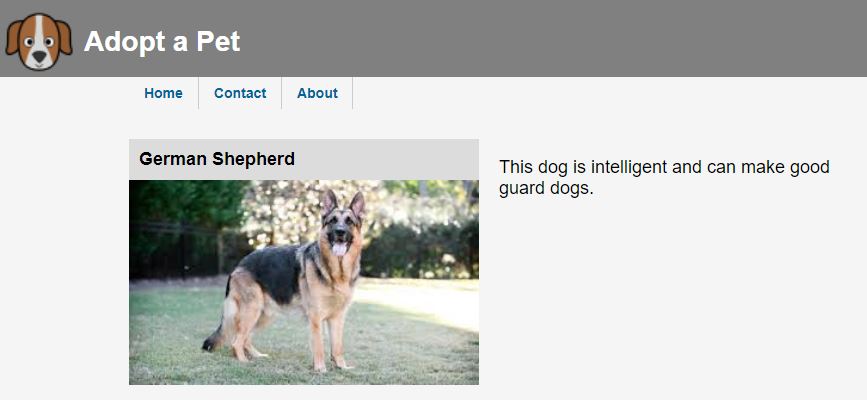 Adopt a Pet
Home
Contact
About
German Shepherd
This dog is intelligent and can make good
guard dogs.